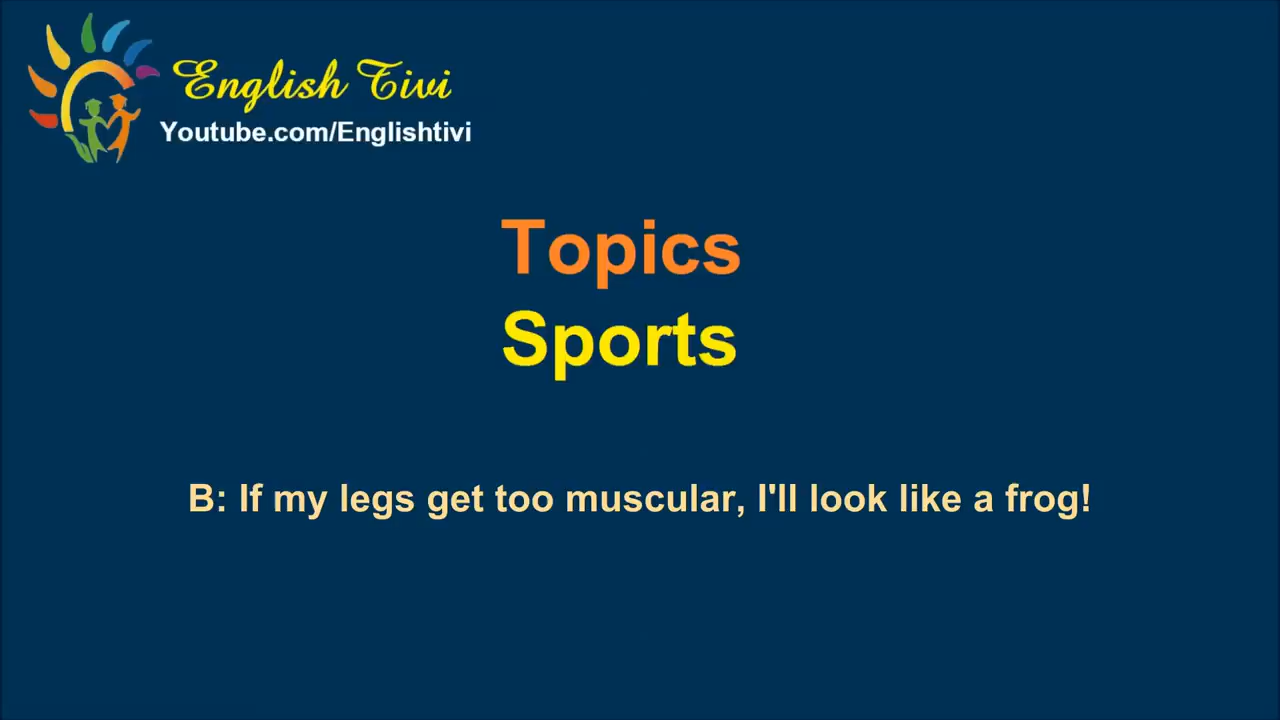 English Tivi
Youtube.com/Englishtivi
Topics
Sports
B: If my legs get too muscular, I'll look like a frog!